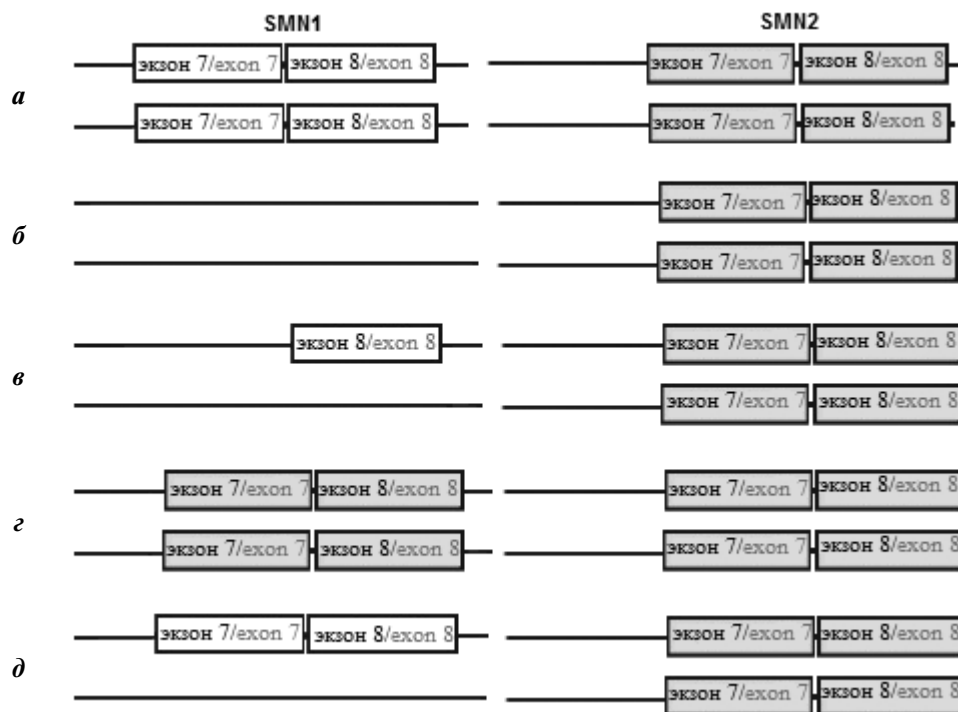 SMN1 SMN2
экзон 7/exon 7 экзон 8/exon 8 экзон 7/exon 7 экзон 8/exon 8
а
экзон 7/exon 7 экзон 8/exon 8 экзон 7/exon 7 экзон 8/exon 8
экзон 7/exon 7 экзон 8/exon 8
б
экзон 7/exon 7 экзон 8/exon 8
экзон 8/exon 8 экзон 7/exon 7 экзон 8/exon 8
в
экзон 7/exon 7 экзон 8/exon 8
экзон 7/exon 7 экзон 8/exon 8 экзон 7/exon 7 экзон 8/exon 8
г
экзон 7/exon 7 экзон 8/exon 8 экзон 7/exon 7 экзон 8/exon 8
экзон 7/exon 7 экзон 8/exon 8 экзон 7/exon 7 экзон 8/exon 8
д
экзон 7/exon 7 экзон 8/exon 8